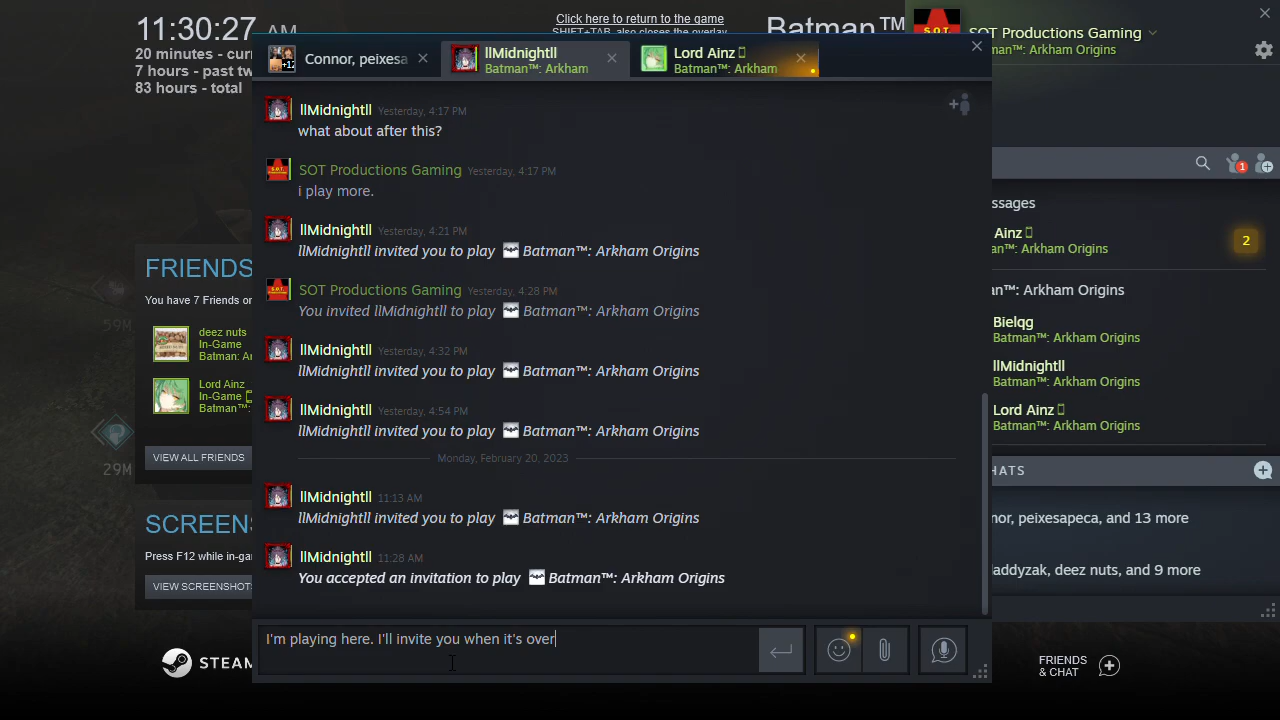 11:30:27 AM
20 minutes - curr
7 hours - past tw
83 hours - total
Click here to return to the game
SHIFT+TAB also closes the overlay
Batman™
SOT Productions Gaming
man™: Arkham Origins
Connor, peixesa
+1
llMidnightll
Batman™: Arkham
Lord Ainz
Batman™: Arkham
llMidnightll Yesterday, 4:17 PM
what about after this?
SOT Productions Gaming Yesterday, 4:17 PM
i play more.
llMidnightll Yesterday, 4:21 PM
llMidnightll invited you to play Batman™: Arkham Origins
SOT Productions Gaming Yesterday, 4:28 PM
You invited llMidnightll to play Batman™: Arkham Origins
llMidnightll Yesterday, 4:32 PM
llMidnightll invited you to play Batman™: Arkham Origins
llMidnightll Yesterday, 4:54 PM
llMidnightll invited you to play Batman™: Arkham Origins
Monday, February 20, 2023
llMidnightll 11:13 AM
llMidnightll invited you to play Batman™: Arkham Origins
llMidnightll 11:28 AM
You accepted an invitation to play Batman™: Arkham Origins
I'm playing here. I'll invite you when it's over
FRIENDS
You have 7 Friends on
deez nuts
In-Game
Batman: Ar
Lord Ainz
In-Game
Batman™:
VIEW ALL FRIENDS
SCREENS
Press F12 while in-ga
VIEW SCREENSHOTS
59M
29M
STEAM
1
ssages
Ainz
an™: Arkham Origins
2
an™: Arkham Origins
Bielqg
Batman™: Arkham Origins
llMidnightll
Batman™: Arkham Origins
Lord Ainz
Batman™: Arkham Origins
HATS
nor, peixesapeca, and 13 more
laddyzak, deez nuts, and 9 more
FRIENDS
& CHAT